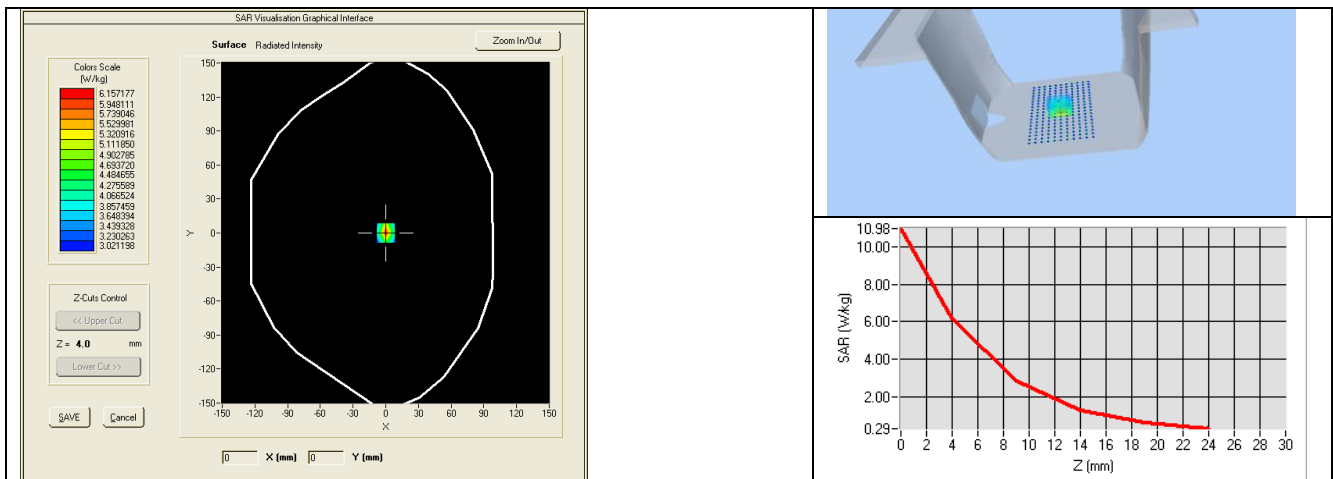 SAR Visualisation Graphical Interface
Surface Radiated Intensity
Zoom In/Out
Colors Scale
(W/kg)
6.157177
5.948111
5.739046
5.529981
5.320916
5.111850
4.902785
4.693720
4.484655
4.275589
4.066524
3.857459
3.648394
3.439328
3.230263
3.021198
Z-Cuts Control
<< Upper Cut
Z = 4.0 mm
Lower Cut >>
SAVE Cancel
150
120
90
60
30
Y 0
-30
-60
-90
-120
-150
-150 -120 -90 -60 -30 0 30 60 90 120 150
X
0 X (mm) 0 Y (mm)
10.98
10.00
8.00
6.00
4.00
2.00
0.29
SAR (W/kg)
0 2 4 6 8 10 12 14 16 18 20 22 24 26 28 30
Z (mm)